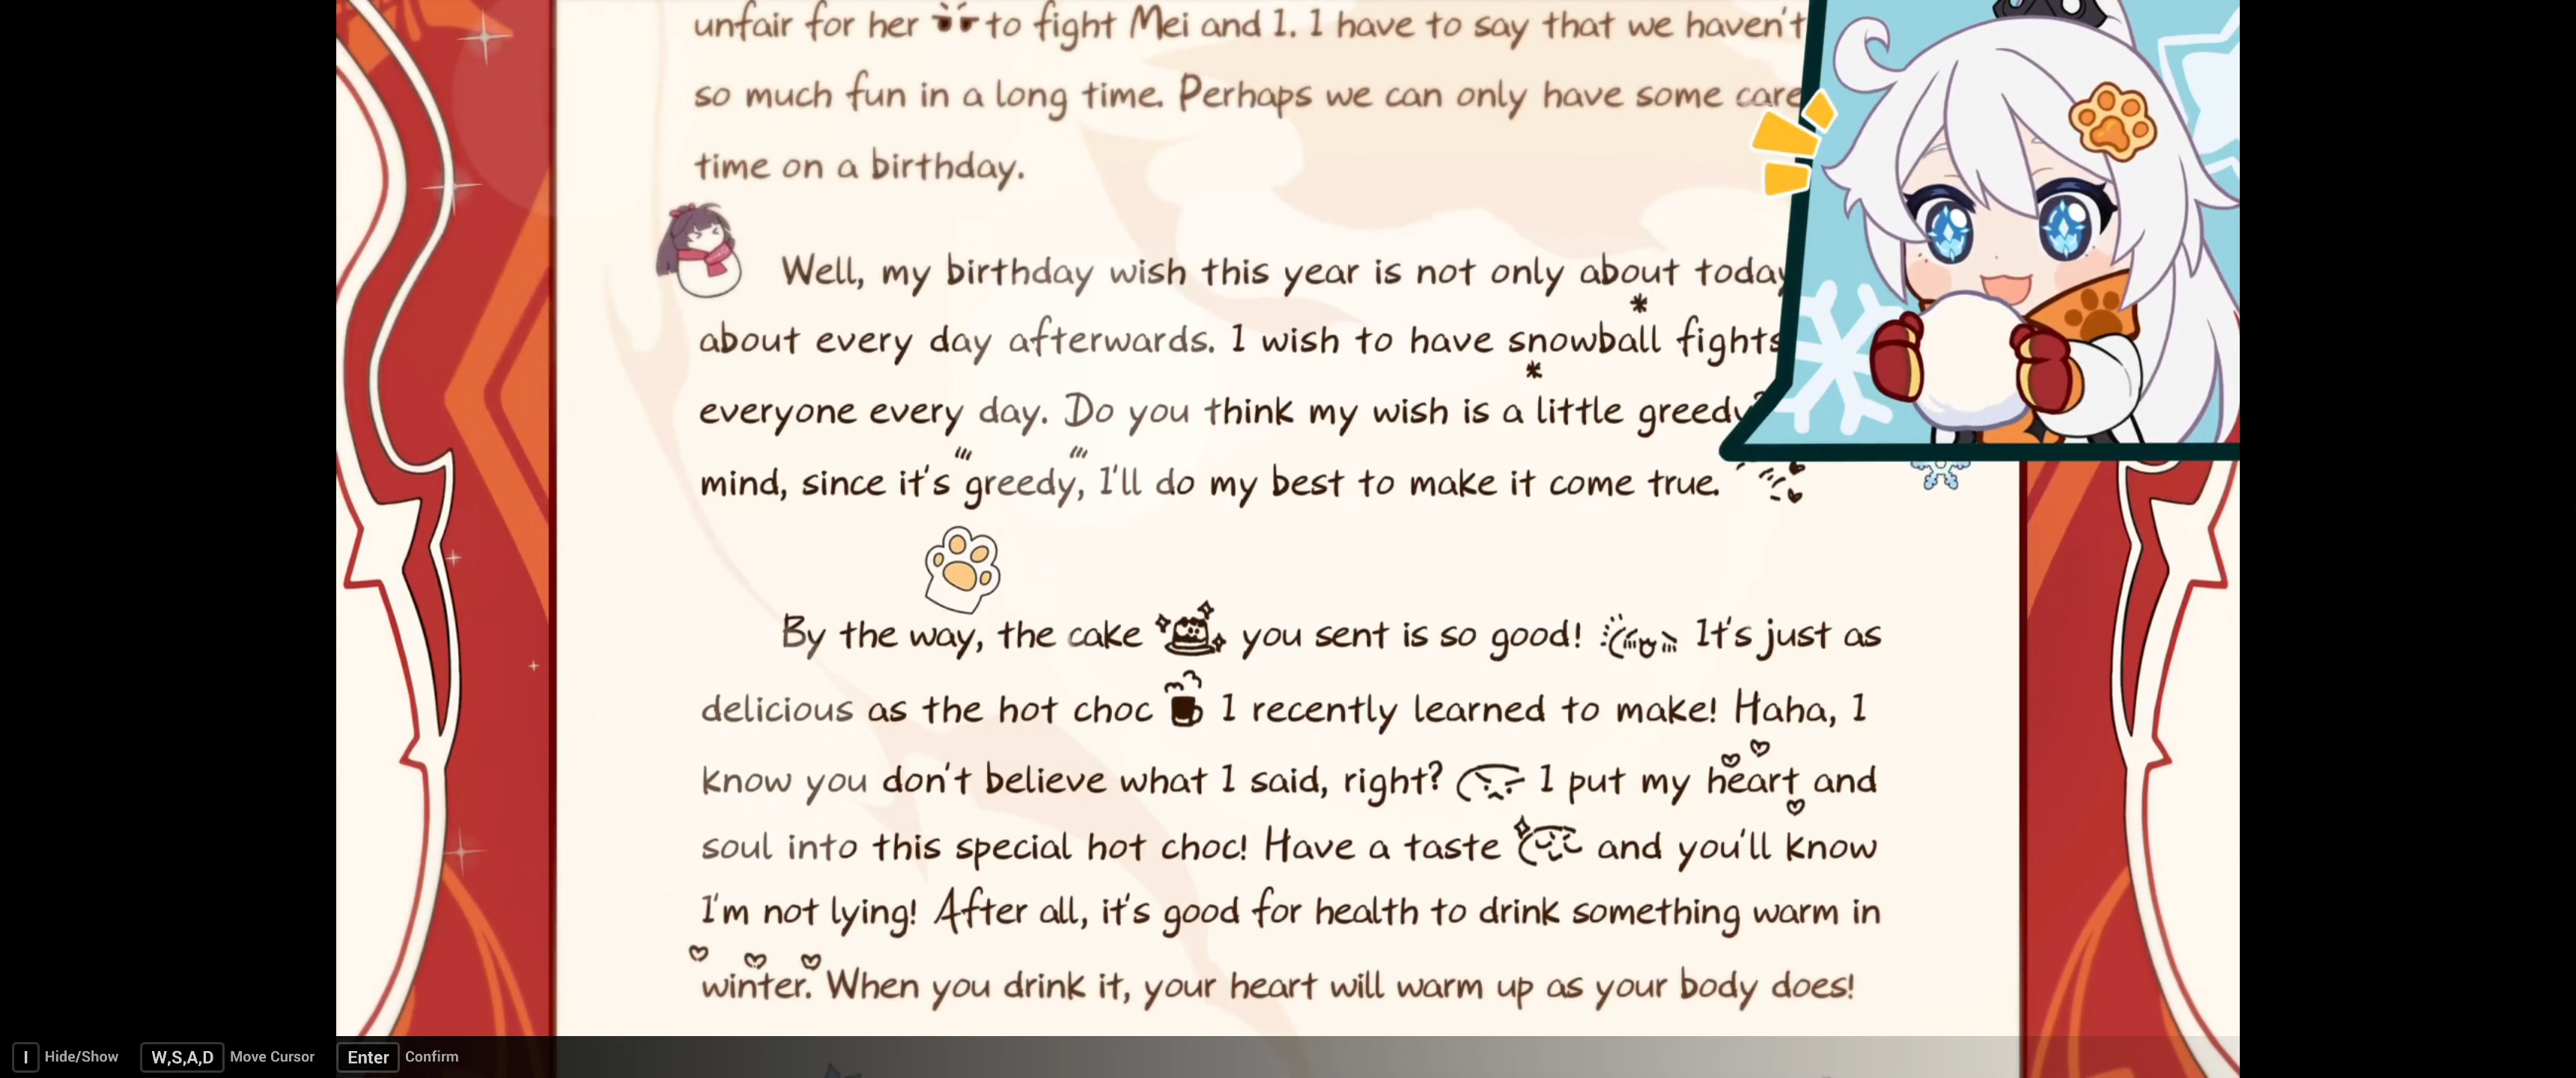 unfair for her to fight Mei and I. I have to say that we haven't
so much fun in a long time. Perhaps we can only have some care
time on a birthday.
Well, my birthday wish this year is not only about today
about every day afterwards. I wish to have snowball fights
everyone every day. Do you think my wish is a little greedy?
mind, since it's greedy, I'll do my best to make it come true.
By the way, the cake you sent is so good! It's just as
delicious as the hot choc I recently learned to make! Haha, I
know you don't believe what I said, right? I put my heart and
soul into this special hot choc! Have a taste and you'll know
I'm not lying! After all, it's good for health to drink something warm in
winter. When you drink it, your heart will warm up as your body does!
I Hide/Show W,S,A,D Move Cursor Enter Confirm